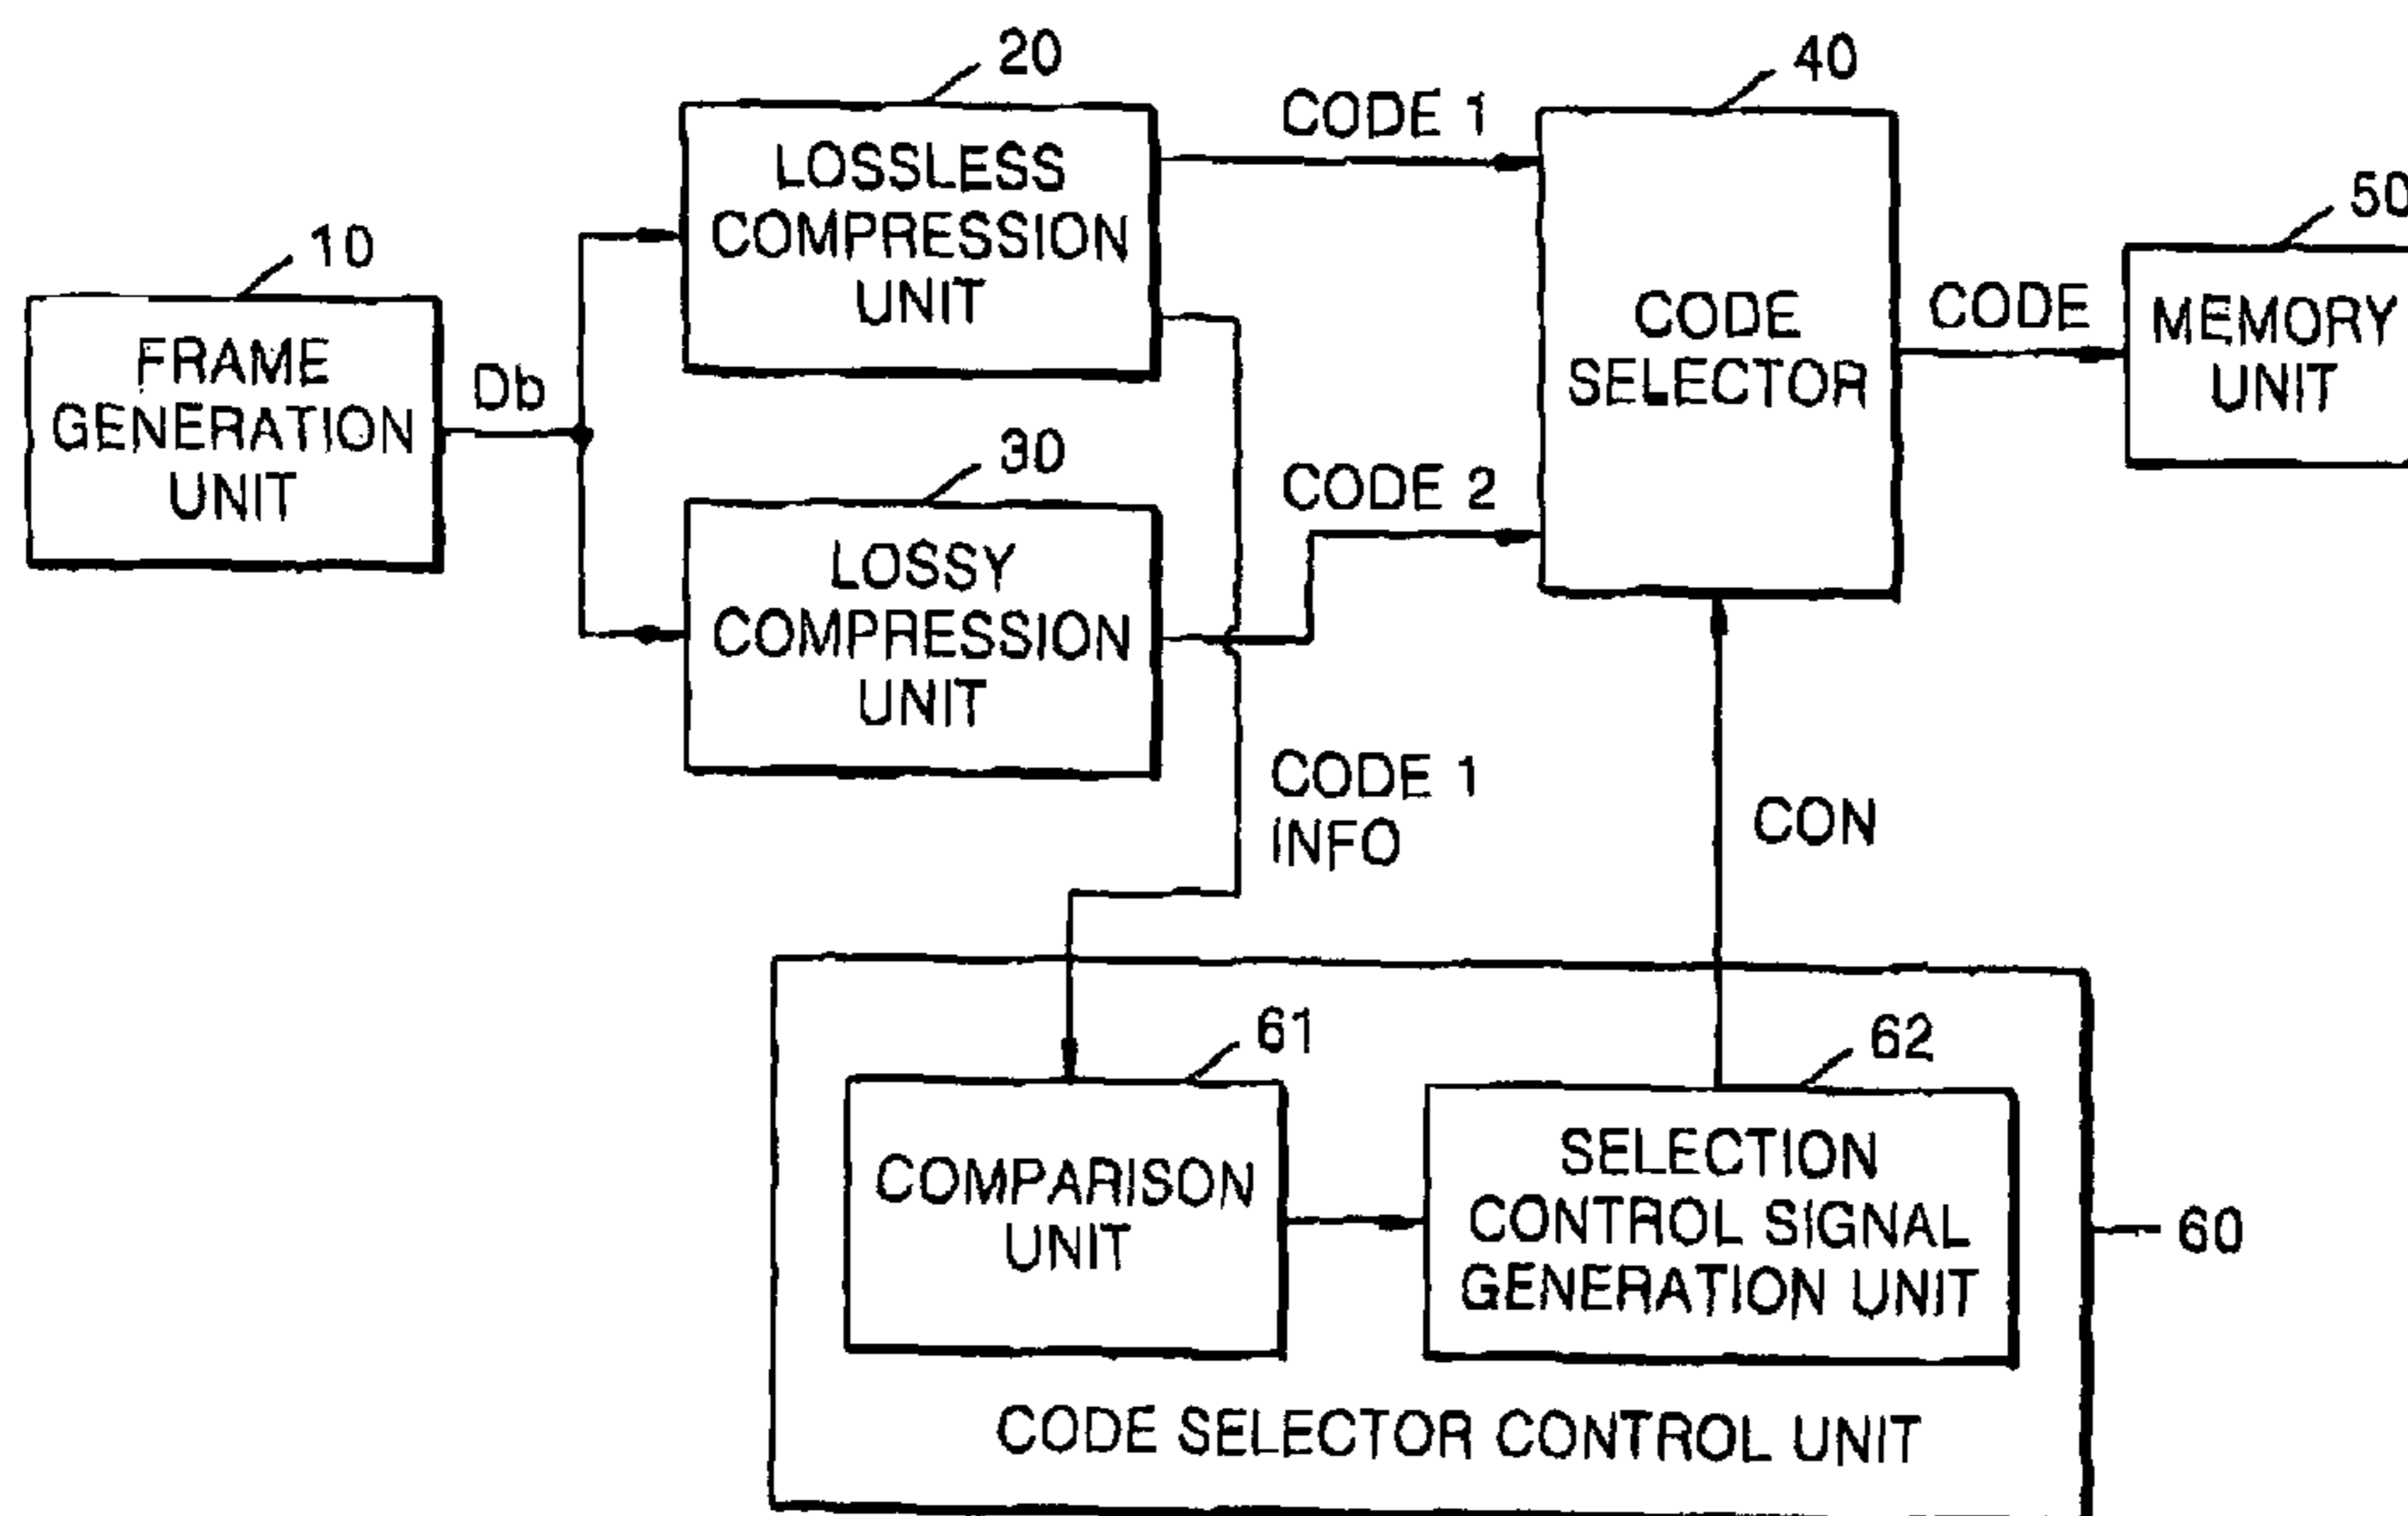 20
40
CODE 1
LOSSLESS
COMPRESSION
UNIT
50
10
FRAME
GENERATION
UNIT
Db
CODE
SELECTOR
CODE
MEMORY
UNIT
30
CODE 2
LOSSY
COMPRESSION
UNIT
CODE 1
INFO
CON
61
62
COMPARISON
UNIT
SELECTION
CONTROL SIGNAL
GENERATION UNIT
60
CODE SELECTOR CONTROL UNIT